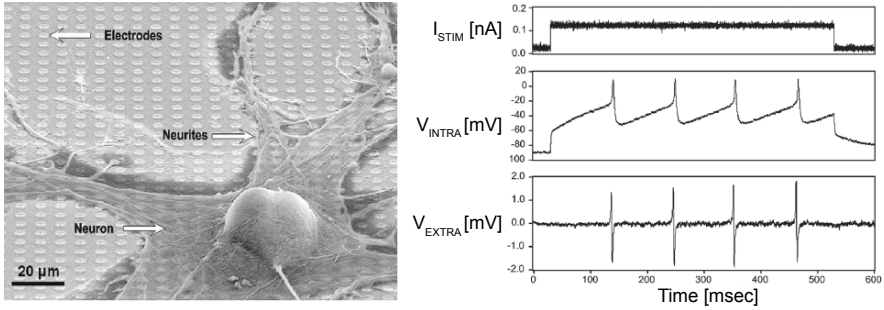 Electrodes
Neurites
Neuron
20 µm
I_STIM [nA]
0.2
0.1
0.0
V_INTRA [mV]
20
0
-20
-40
-60
-80
100
V_EXTRA [mV]
2.0
1.0
0.0
-1.0
-2.0
0 100 200 300 400 500 600
Time [msec]